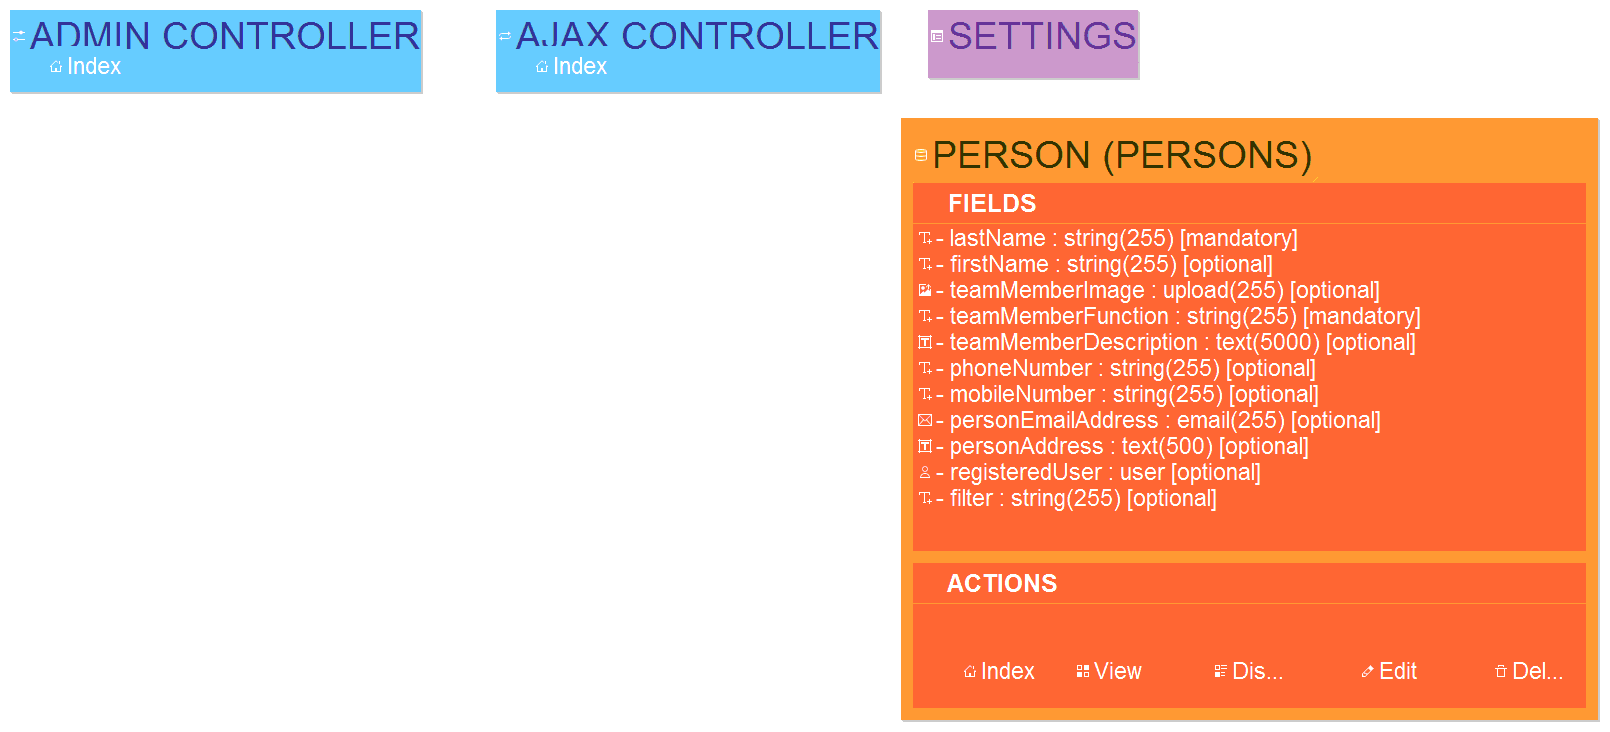 ADMIN CONTROLLER
Index
AJAX CONTROLLER
Index
SETTINGS
PERSON (PERSONS)
FIELDS
- lastName : string(255) [mandatory]
- firstName : string(255) [optional]
- teamMemberImage : upload(255) [optional]
- teamMemberFunction : string(255) [mandatory]
- teamMemberDescription : text(5000) [optional]
- phoneNumber : string(255) [optional]
- mobileNumber : string(255) [optional]
- personEmailAddress : email(255) [optional]
- personAddress : text(500) [optional]
- registeredUser : user [optional]
- filter : string(255) [optional]
ACTIONS
Index View Dis... Edit Del...